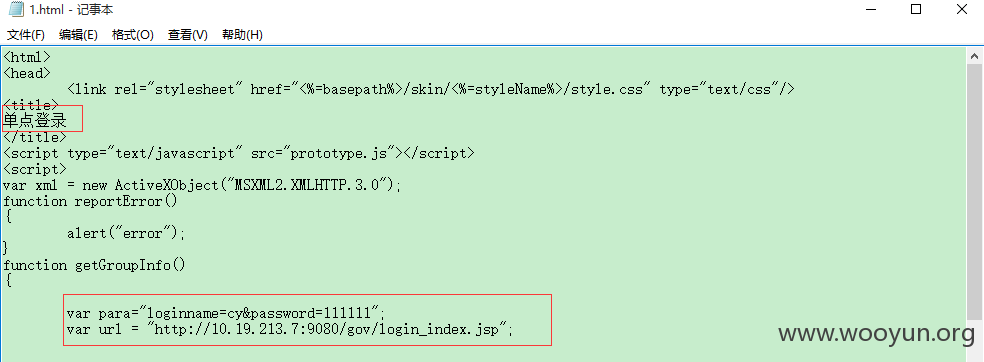 1.html - 记事本
文件(F) 编辑(E) 格式(O) 查看(V) 帮助(H)
<html>
<head>
<link rel="stylesheet" href="<%=basepath%>/skin/<%=styleName%>/style.css" type="text/css"/>
<title>
单点登录
</title>
<script type="text/javascript" src="prototype.js"></script>
<script>
var xml = new ActiveXObject("MSXML2.XMLHTTP.3.0");
function reportError()
{
alert("error");
}
function getGroupInfo()
{
var para="loginname=cy&password=111111";
var url = "http://10.19.213.7:9080/gov/login_index.jsp";
www.wooyun.org